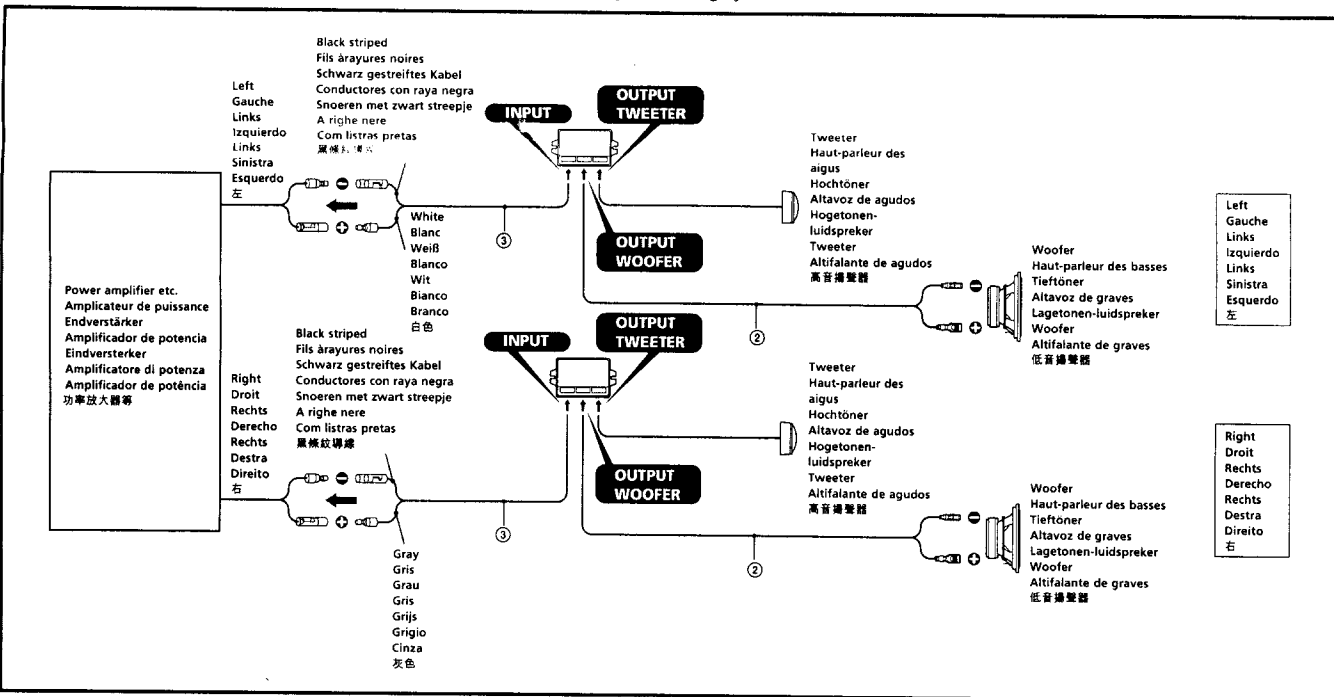 Black striped
Fils àrayures noires
Schwarz gestreiftes Kabel
Conductores con raya negra
Snoeren met zwart streepje
A righe nere
Com listras pretas
Left
Gauche
Links
Izquierdo
Links
Sinistra
Esquerdo
左
INPUT
OUTPUT
TWEETER
OUTPUT
WOOFER
White
Blanc
Weiß
Blanco
Wit
Bianco
Branco
白色
③
②
Tweeter
Haut-parleur des
aigus
Hochtöner
Altavoz de agudos
Hogetonen-
luidspreker
Tweeter
Altifalante de agudos
高音揚聲器
Woofer
Haut-parleur des basses
Tieftöner
Altavoz de graves
Lagetonen-luidspreker
Woofer
Altifalante de graves
低音揚聲器
Left
Gauche
Links
Izquierdo
Links
Sinistra
Esquerdo
左
Power amplifier etc.
Amplicateur de puissance
Endverstärker
Amplificador de potencia
Eindversterker
Amplificatore di potenza
Amplificador de potência
功率放大器等
Black striped
Fils àrayures noires
Schwarz gestreiftes Kabel
Conductores con raya negra
Snoeren met zwart streepje
A righe nere
Com listras pretas
黑條紋導線
Right
Droit
Rechts
Derecho
Rechts
Destra
Direito
右
INPUT
OUTPUT
TWEETER
OUTPUT
WOOFER
Gray
Gris
Grau
Gris
Grijs
Grigio
Cinza
灰色
③
②
Tweeter
Haut-parleur des
aigus
Hochtöner
Altavoz de agudos
Hogetonen-
luidspreker
Tweeter
Altifalante de agudos
高音揚聲器
Woofer
Haut-parleur des basses
Tieftöner
Altavoz de graves
Lagetonen-luidspreker
Woofer
Altifalante de graves
低音揚聲器
Right
Droit
Rechts
Derecho
Rechts
Destra
Direito
右